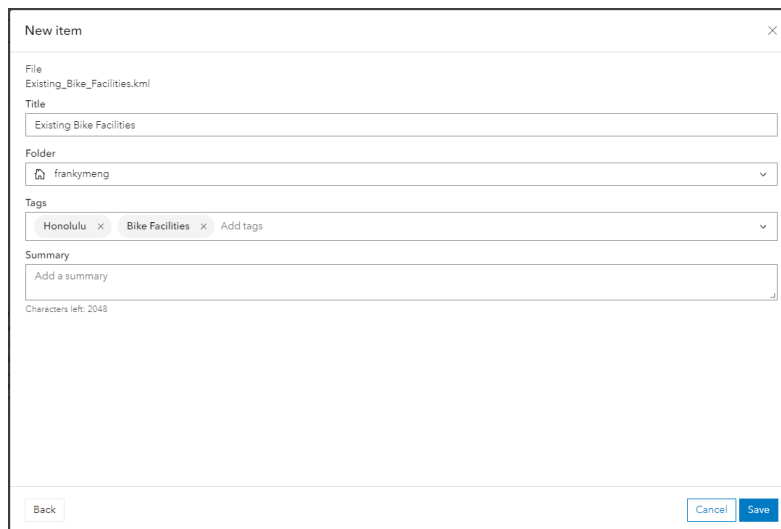 New item
File
Existing_Bike_Facilities.kml
Title
Existing Bike Facilities
Folder
frankymeng
Tags
Honolulu × Bike Facilities × Add tags
Summary
Add a summary
Characters left: 2048
Back Cancel Save